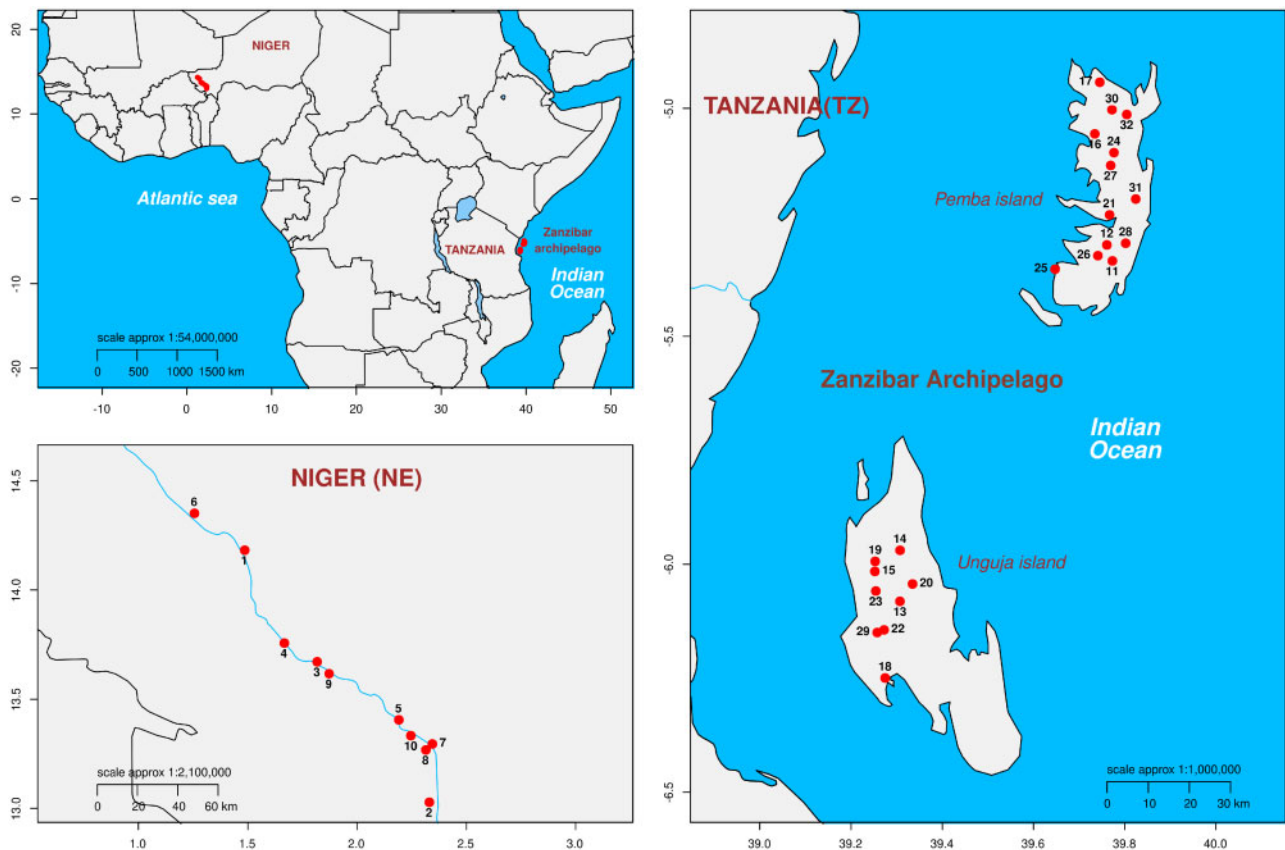 20
10
0
-10
-20
NIGER
Atlantic sea
TANZANIA
Zanzibar
archipelago
Indian
Ocean
scale approx 1:54,000,000
0 500 1000 1500 km
-10 0 10 20 30 40 50
14.5
14.0
13.5
13.0
NIGER (NE)
6
1
4
3
9
5
10
7
8
2
scale approx 1:2,100,000
0 20 40 60 km
1.0 1.5 2.0 2.5 3.0
-5.0
-5.5
-6.0
-6.5
TANZANIA(TZ)
17
30
32
16
24
27
Pemba island
31
21
12
28
26
25
11
Zanzibar Archipelago
Indian
Ocean
14
19
15
Unguja island
20
23
13
29
22
18
scale approx 1:1,000,000
0 10 20 30 km
39.0 39.2 39.4 39.6 39.8 40.0